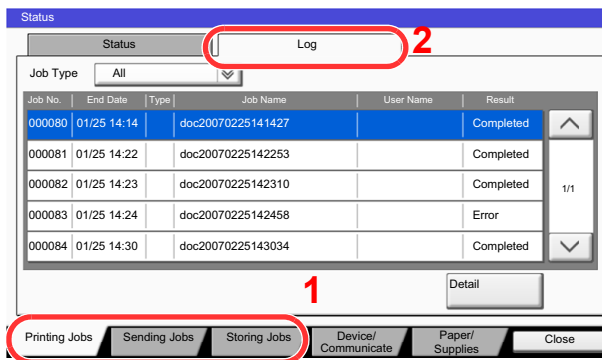 Status
Status Log 2
Job Type All
Job No. End Date Type Job Name User Name Result
000080 01/25 14:14 doc20070225141427 Completed
000081 01/25 14:22 doc20070225142253 Completed
000082 01/25 14:23 doc20070225142310 Completed
1/1
000083 01/25 14:24 doc20070225142458 Error
000084 01/25 14:30 doc20070225143034 Completed
1 Detail
Printing Jobs Sending Jobs Storing Jobs Device/
Communicate Paper/
Supplies Close